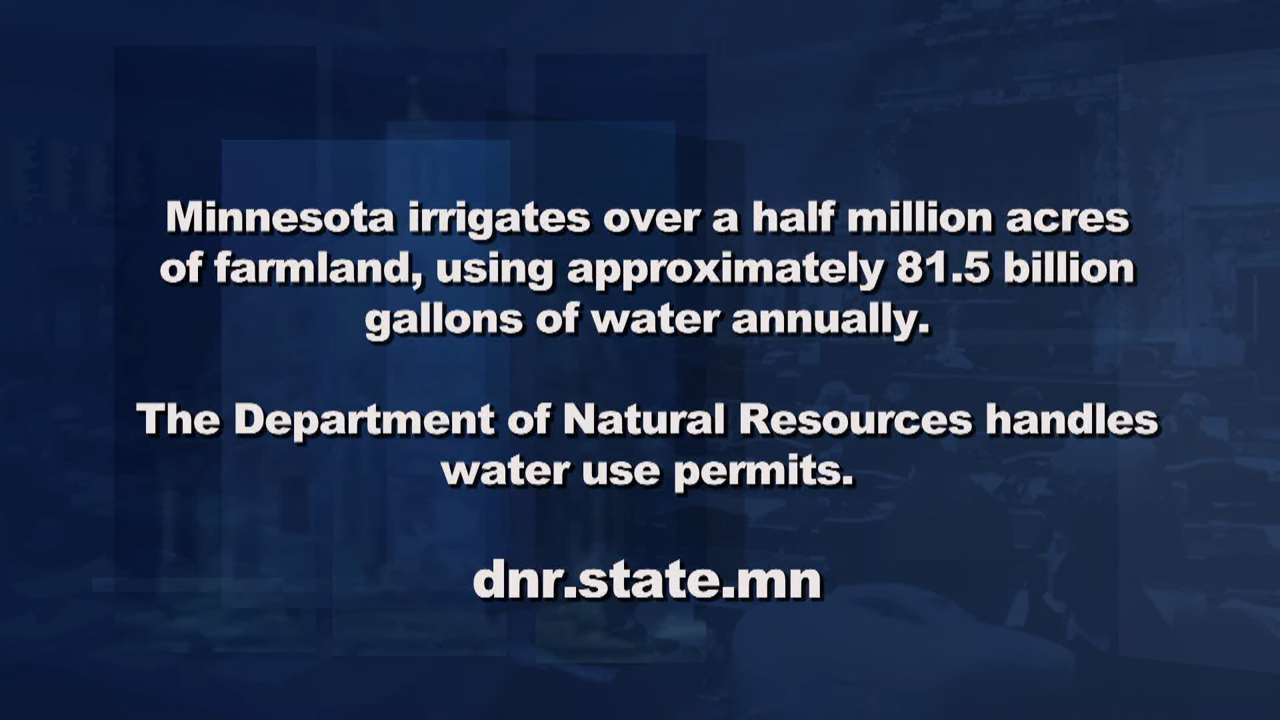 Minnesota irrigates over a half million acres
of farmland, using approximately 81.5 billion
gallons of water annually.
The Department of Natural Resources handles
water use permits.
dnr.state.mn